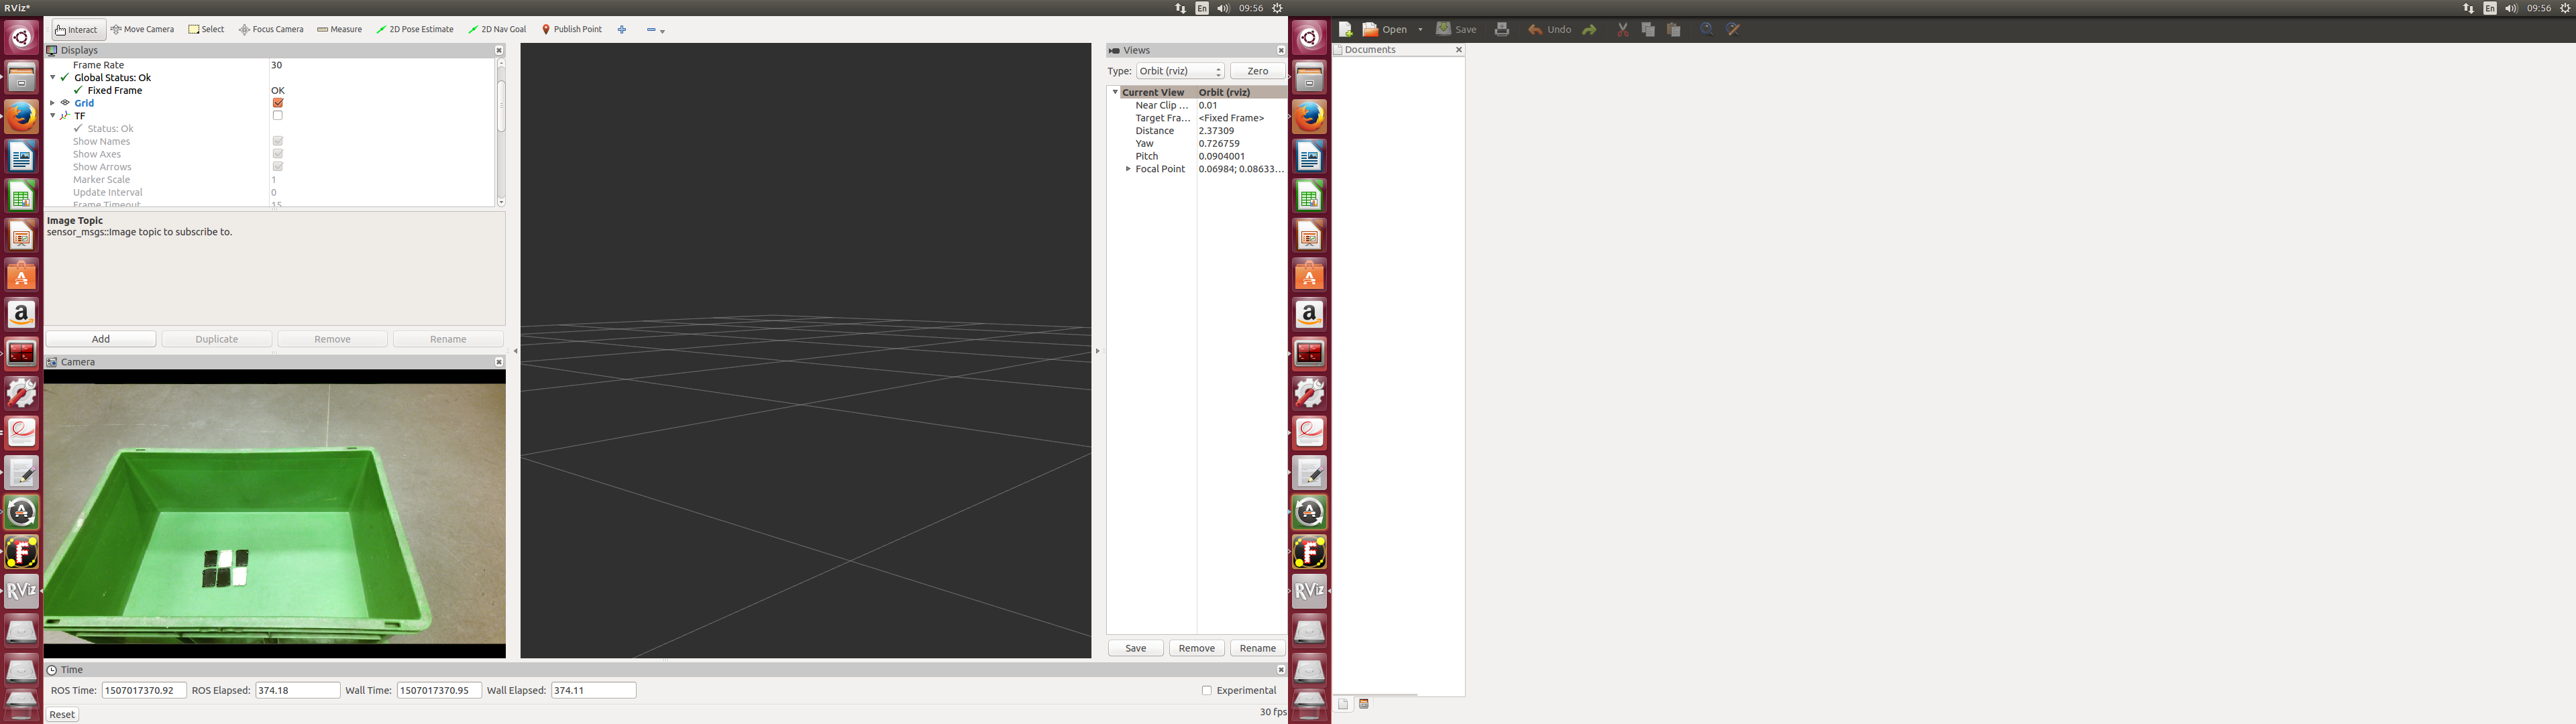 RViz*
En
09:56
En
09:56
Interact
Move Camera
Select
Focus Camera
Measure
2D Pose Estimate
2D Nav Goal
Publish Point
Displays
Frame Rate 30
Global Status: Ok
Fixed Frame OK
Grid
TF
Status: Ok
Show Names
Show Axes
Show Arrows
Marker Scale 1
Update Interval 0
Frame Timeout 15
Image Topic
sensor_msgs::Image topic to subscribe to.
Add Duplicate Remove Rename
Camera
Views
Type: Orbit (rviz) Zero
Current View Orbit (rviz)
Near Clip ... 0.01
Target Fra... <Fixed Frame>
Distance 2.37309
Yaw 0.726759
Pitch 0.0904001
Focal Point 0.06984; 0.08633...
Save Remove Rename
Time
ROS Time: 1507017370.92 ROS Elapsed: 374.18 Wall Time: 1507017370.95 Wall Elapsed: 374.11 Experimental
Reset
30 fps
a
F
RViz
Open Save Undo
Documents
a
F
RViz